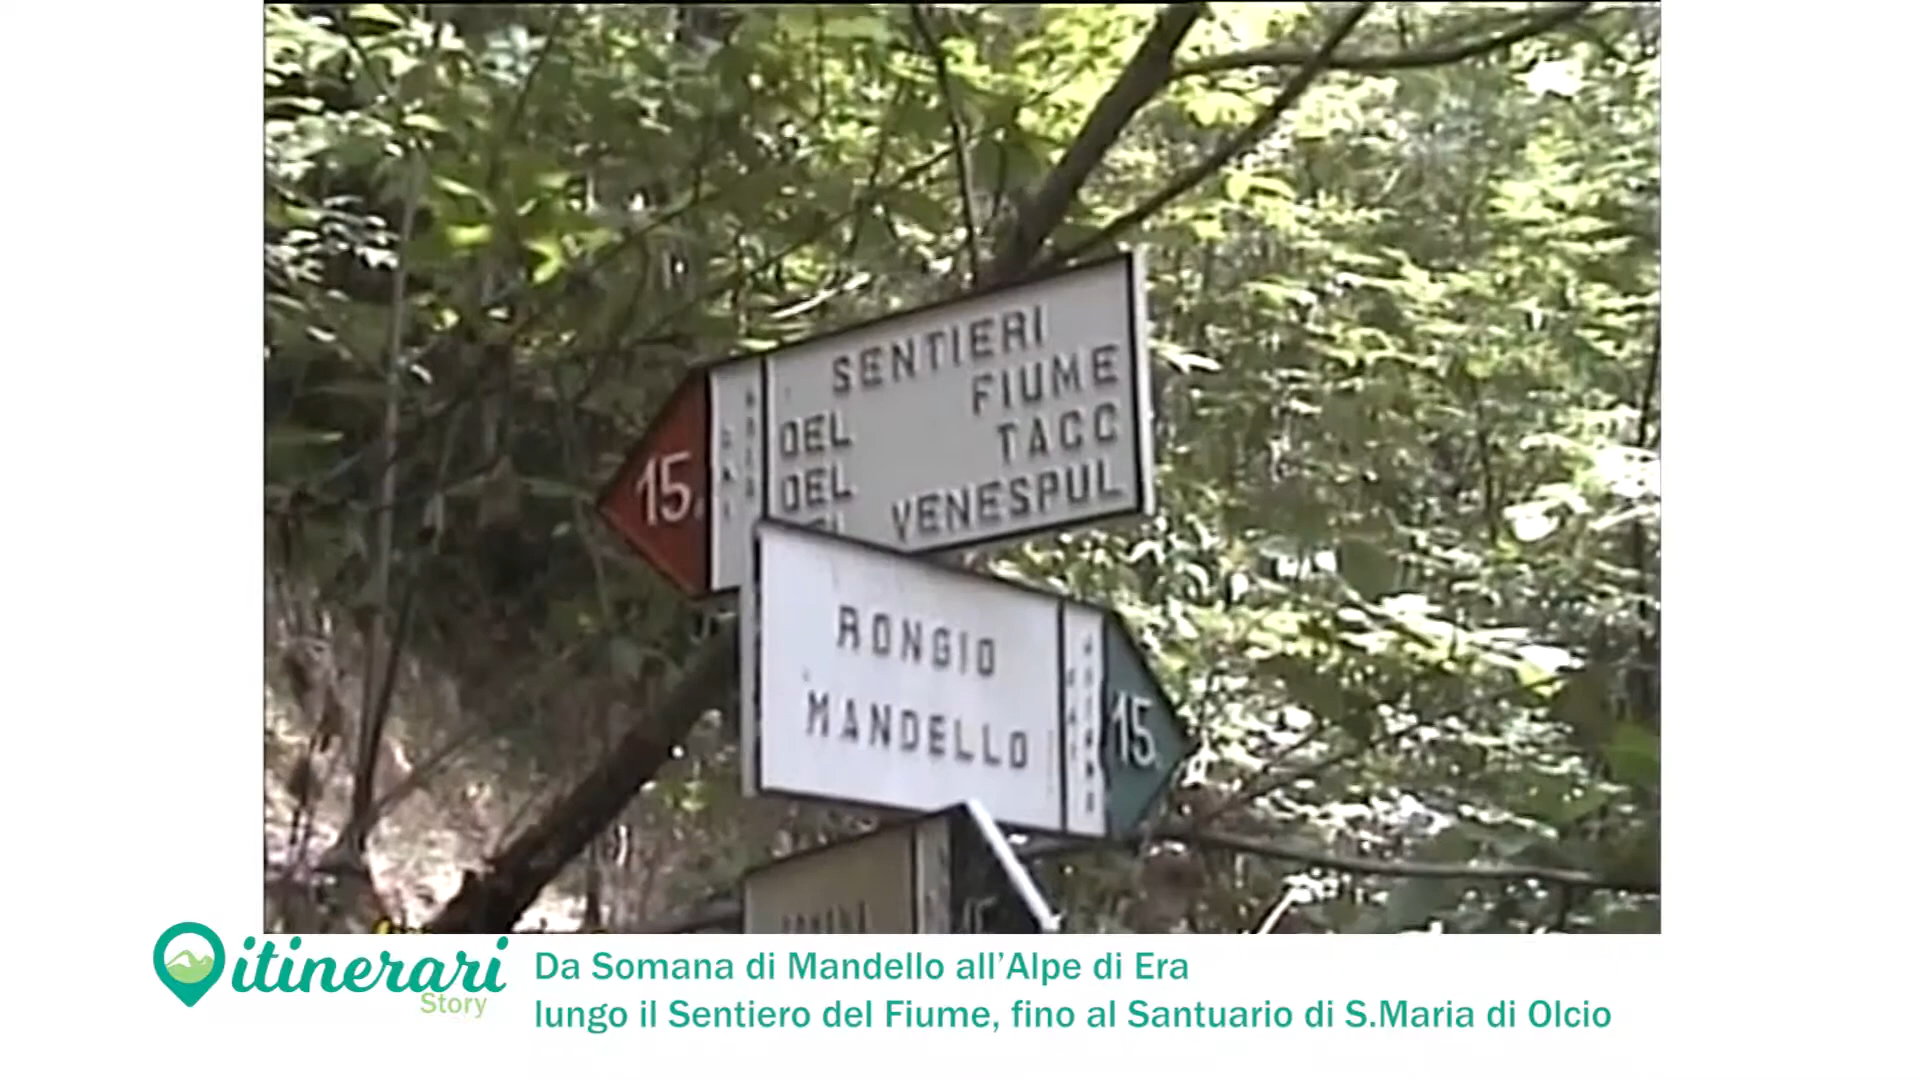 SENTIERI
DEL FIUME
DEL TACC
VENESPUL
15.
RONGIO
MANDELLO
15.
itinerari
Story
Da Somana di Mandello all'Alpe di Era
lungo il Sentiero del Fiume, fino al Santuario di S.Maria di Olcio